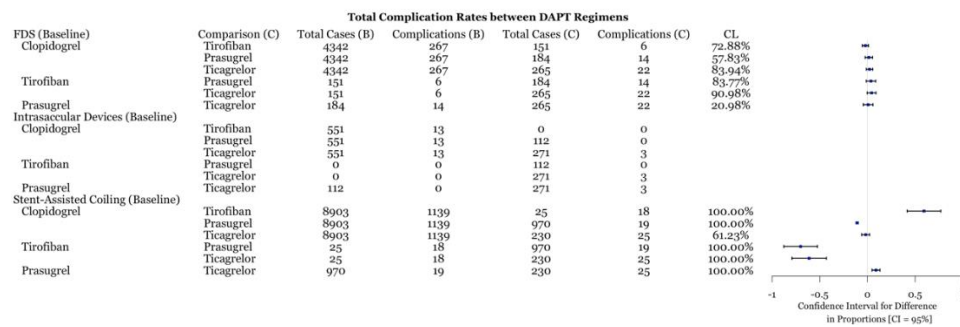 Total Complication Rates between DAPT Regimens
FDS (Baseline) Comparison (C) Total Cases (B) Complications (B) Total Cases (C) Complications (C) CL
Clopidogrel Tirofiban 4342 267 151 6 72.88%
Prasugrel 4342 267 184 14 57.83%
Ticagrelor 4342 267 265 22 83.94%
Tirofiban Prasugrel 151 6 184 14 83.77%
Ticagrelor 151 6 265 22 90.98%
Prasugrel Ticagrelor 184 14 265 22 20.98%
Intrasaccular Devices (Baseline)
Clopidogrel Tirofiban 551 13 0 0
Prasugrel 551 13 112 0
Ticagrelor 551 13 271 3
Tirofiban Prasugrel 0 0 112 0
Ticagrelor 0 0 271 3
Prasugrel Ticagrelor 112 0 271 3
Stent-Assisted Coiling (Baseline)
Clopidogrel Tirofiban 8903 1139 25 18 100.00%
Prasugrel 8903 1139 970 19 100.00%
Ticagrelor 8903 1139 230 25 61.23%
Tirofiban Prasugrel 25 18 970 19 100.00%
Ticagrelor 25 18 230 25 100.00%
Prasugrel Ticagrelor 970 19 230 25 100.00%
-1 -0.5 0 0.5
Confidence Interval for Difference
in Proportions [CI = 95%]